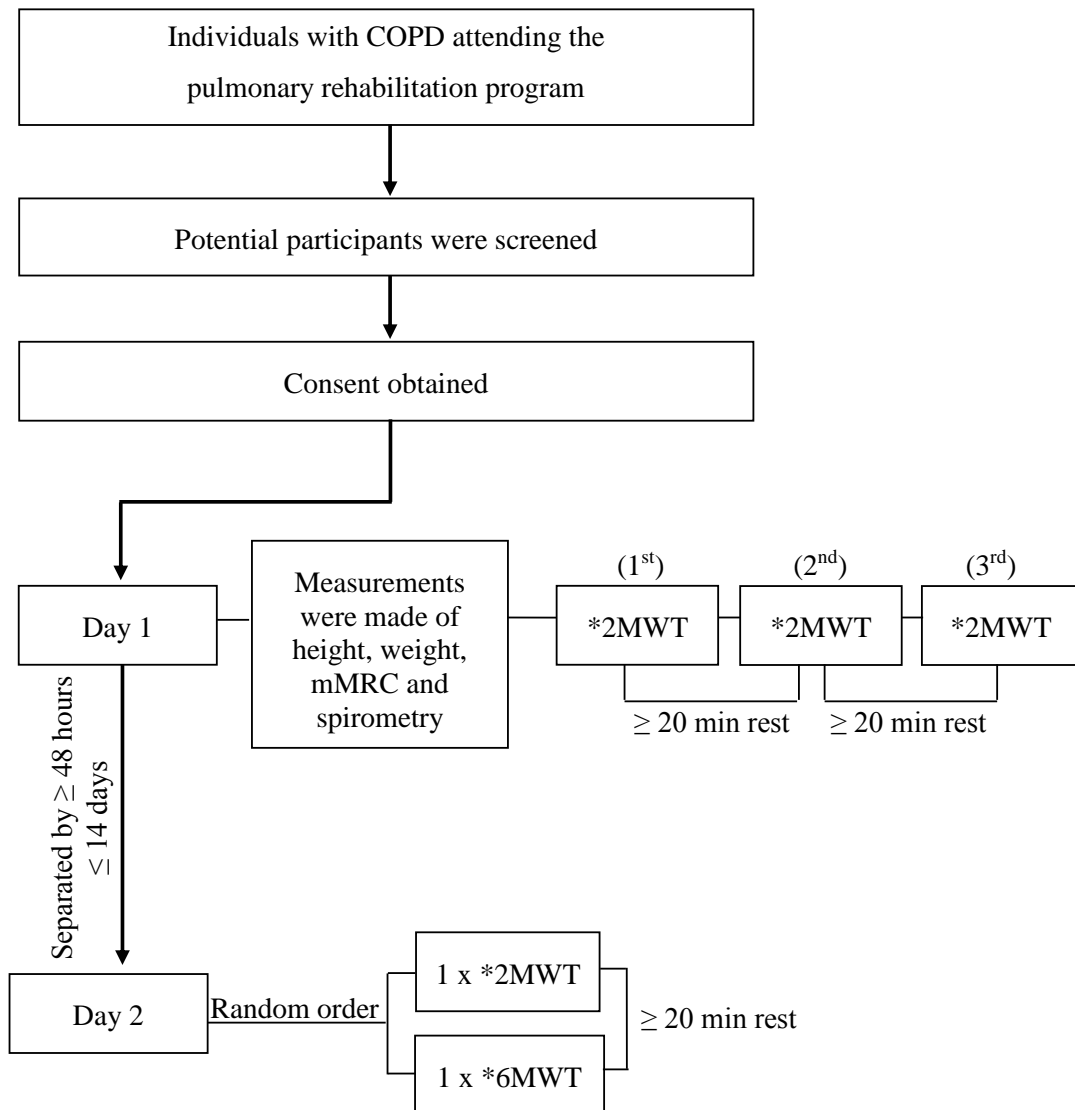 Individuals with COPD attending the
pulmonary rehabilitation program
Potential participants were screened
Consent obtained
Day 1
Measurements
were made of
height, weight,
mMRC and
spirometry
(1st)
*2MWT
(2nd)
*2MWT
(3rd)
*2MWT
≥ 20 min rest
≥ 20 min rest
Separated by ≥ 48 hours
≤ 14 days
Day 2
Random order
1 x *2MWT
1 x *6MWT
≥ 20 min rest